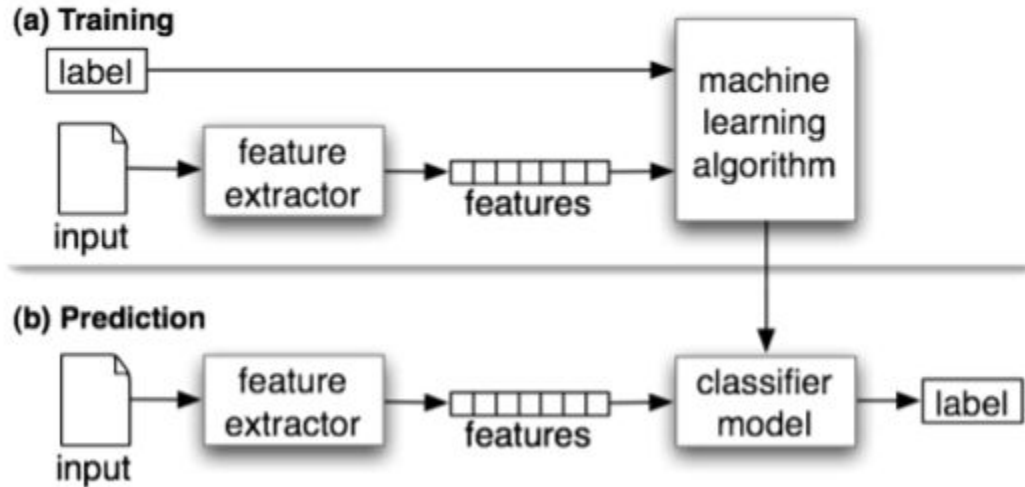 (a) Training
label
machine
learning
algorithm
feature
extractor
features
input
(b) Prediction
feature
extractor
features
classifier
model
label
input